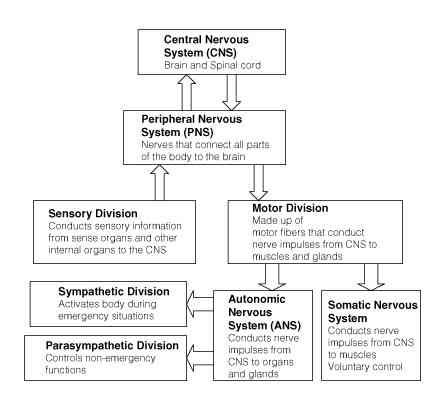 Central Nervous
System (CNS)
Brain and Spinal cord
Peripheral Nervous
System (PNS)
Nerves that connect all parts
of the body to the brain
Sensory Division
Conducts sensory information
from sense organs and other
internal organs to the CNS
Motor Division
Made up of
motor fibers that conduct
nerve impulses from CNS to
muscles and glands
Sympathetic Division
Activates body during
emergency situations
Parasympathetic Division
Controls non-emergency
functions
Autonomic
Nervous
System (ANS)
Conducts nerve
impulses from
CNS to organs
and glands
Somatic Nervous
System
Conducts nerve
impulses from CNS
to muscles
Voluntary control